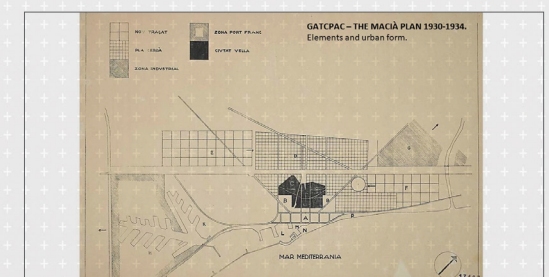 GATCPAC – THE MACIÀ PLAN 1930-1934.
Elements and urban form.
NOU TRAÇAT
PLA CERDÀ
ZONA INDUSTRIAL
ZONA PORT FRANC
CIUTAT VELLA
B
B
F
A
L
N
MAR MEDITERRANIA